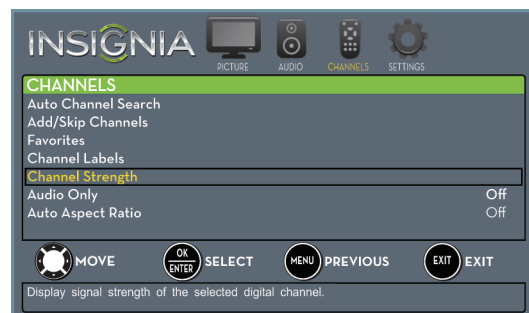 INSIGNIA
PICTURE AUDIO CHANNELS SETTINGS
CHANNELS
Auto Channel Search
Add/Skip Channels
Favorites
Channel Labels
Channel Strength
Audio Only Off
Auto Aspect Ratio Off
MOVE OK ENTER SELECT MENU PREVIOUS EXIT EXIT
Display signal strength of the selected digital channel.